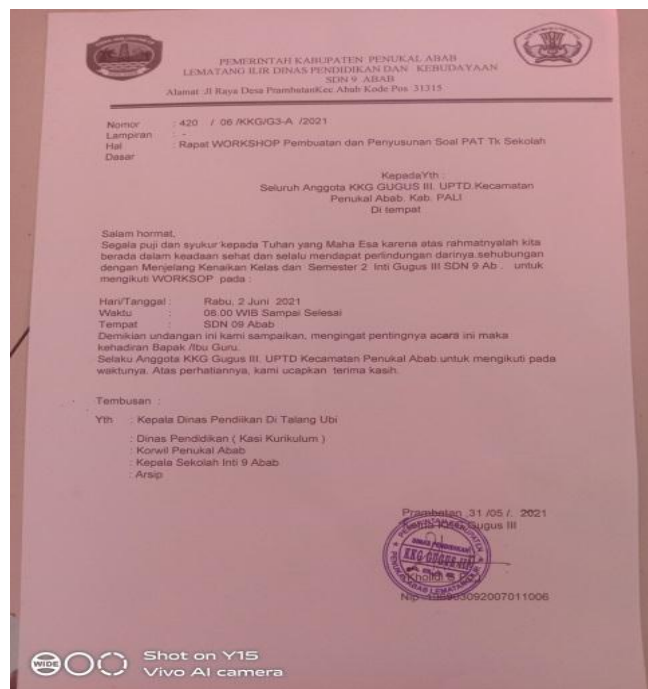 PEMERINTAH KABUPATEN PENUKAL ABAB
LEMATANG ILIR DINAS PENDIDIKAN DAN KEBUDAYAAN
SDN 9 ABAB
Alamat Jl Raya Desa PrambatanKec Abab Kode Pos 31315
Nomor : 420 / 06 /KKG/G3-A /2021
Lampiran : -
Hal : Rapat WORKSHOP Pembuatan dan Penyusunan Soal PAT Tk Sekolah
Dasar
KepadaYth :
Seluruh Anggota KKG GUGUS III. UPTD.Kecamatan
Penukal Abab. Kab. PALI
Di tempat
Salam hormat,
Segala puji dan syukur kepada Tuhan yang Maha Esa karena atas rahmatnyalah kita
berada dalam keadaan sehat dan selalu mendapat perlindungan darinya.sehubungan
dengan Menjelang Kenaikan Kelas dan Semester 2 Inti Gugus III SDN 9 Ab . untuk
mengikuti WORKSOP pada :
Hari/Tanggal : Rabu, 2 Juni 2021
Waktu : 08.00 WIB Sampai Selesai
Tempat : SDN 09 Abab
Demikian undangan ini kami sampaikan, mengingat pentingnya acara ini maka
kehadiran Bapak /Ibu Guru.
Selaku Anggota KKG Gugus III. UPTD Kecamatan Penukal Abab untuk mengikuti pada
waktunya. Atas perhatiannya, kami ucapkan terima kasih.
Tembusan :
Yth : Kepala Dinas Pendiikan Di Talang Ubi
: Dinas Pendidikan ( Kasi Kurikulum )
: Korwil Penukal Abab
: Kepala Sekolah Inti 9 Abab
: Arsip
Prambatan ,31 /05 /. 2021
Gugus III
DINAS PENDIDIKAN
KKG GUGUS III
WIDE
Shot on Y15
Vivo AI camera